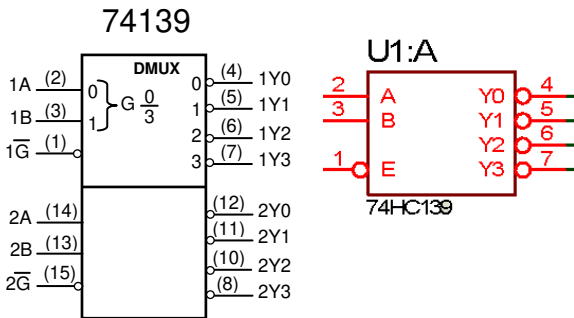 74139
DMUX
1A (2) 0 0 (4) 1Y0
G 0/3
1B (3) 1 1 (5) 1Y1
1G̅ (1) 2 (6) 1Y2
3 (7) 1Y3
2A (14) (12) 2Y0
2B (13) (11) 2Y1
2G̅ (15) (10) 2Y2
(8) 2Y3
U1:A
2 A Y0 4
3 B Y1 5
Y2 6
1 E Y3 7
74HC139